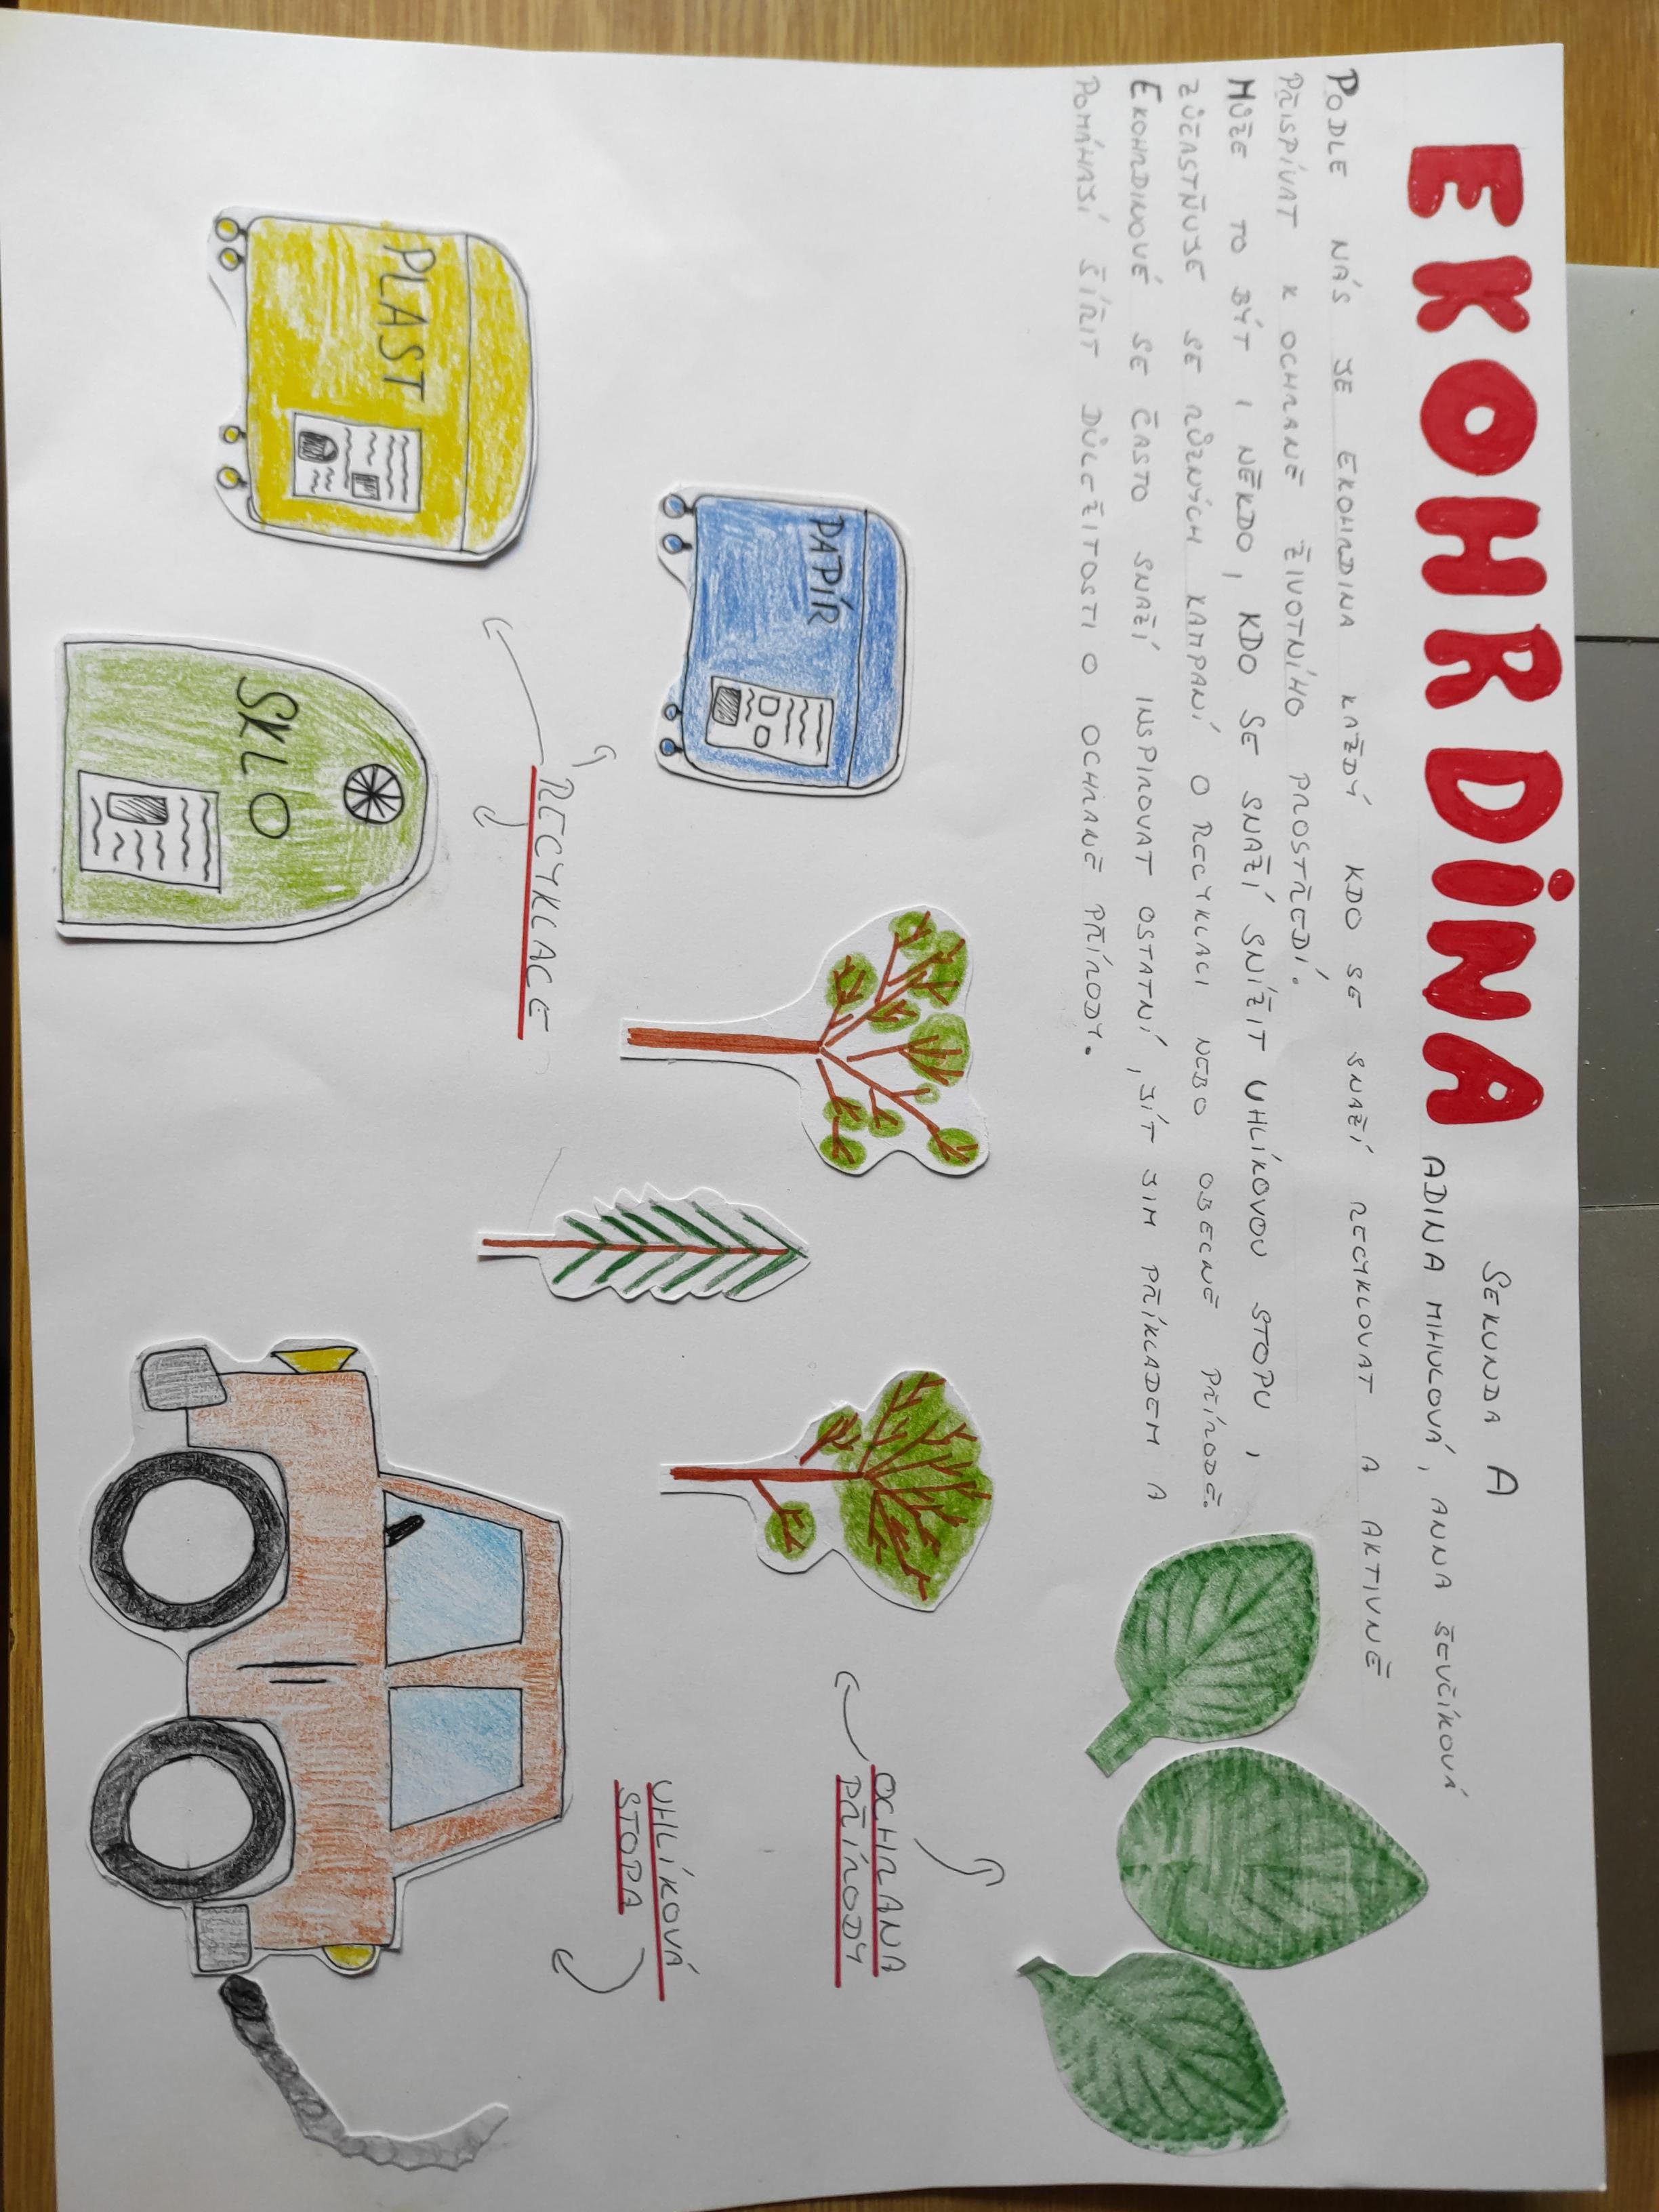 EKOHRDINA
SEKUNDA A
ADINA MIHULOVÁ, ANNA ŠEVČÍKOVÁ
PODLE NÁS JE EKOHRDINA KAŽDÝ KDO SE SNAŽÍ RECYKLOVAT A AKTIVNĚ
PŘISPÍVAT K OCHRANĚ ŽIVOTNÍHO PROSTŘEDÍ.
MŮŽE TO BÝT I NĚKDO, KDO SE SNAŽÍ SNÍŽIT UHLÍKOVOU STOPU,
ZÚČASTŇUJE SE RŮZNÝCH KAMPANÍ O RECYKLACI NEBO OBECNĚ PŘÍRODĚ.
EKOHRDINOVÉ SE ČASTO SNAŽÍ INSPIROVAT OSTATNÍ, JÍT JIM PŘÍKLADEM A
POMÁHAJÍ ŠÍŘIT DŮLEŽITOSTI O OCHRANĚ PŘÍRODY.
OCHRANA
PŘÍRODY
PAPÍR
UHLÍKOVÁ
STOPA
RECYKLACE
PLAST
SKLO